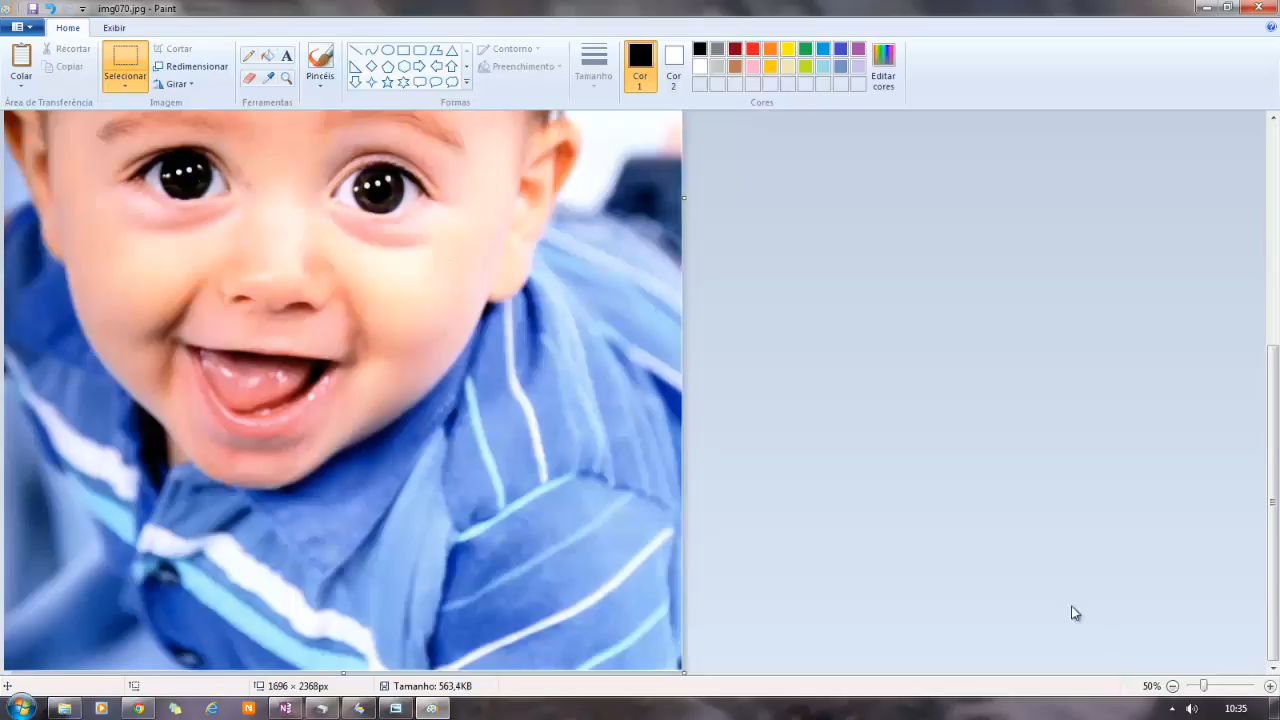 img070.jpg - Paint
Home Exibir
Colar
Recortar
Copiar
Área de Transferência
Selecionar
Cortar
Redimensionar
Girar
Imagem
A
Ferramentas
Pincéis
Contorno
Preenchimento
Formas
Tamanho
Cor 1
Cor 2
Editar cores
Cores
1696 × 2368px
Tamanho: 563,4KB
50%
10:35